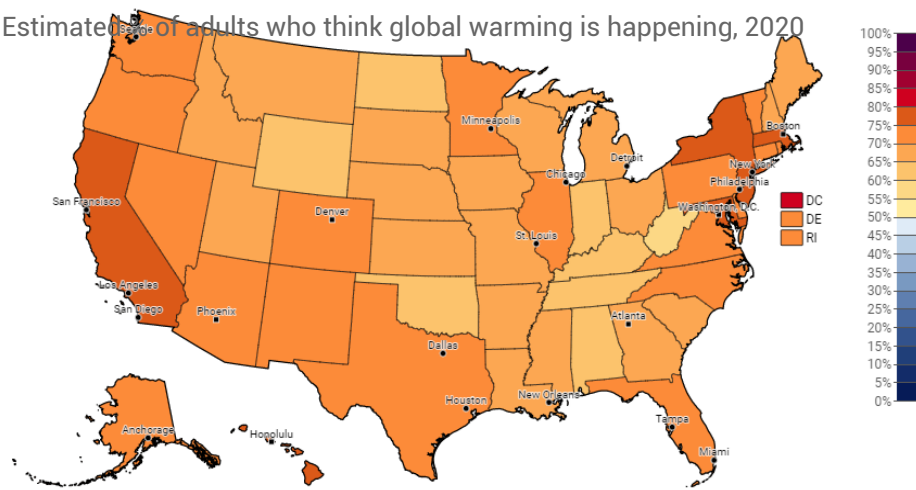 Estimated % of adults who think global warming is happening, 2020
Seattle
Minneapolis
Boston
Detroit
New York
Chicago
Philadelphia
San Francisco
Denver
Washington, D.C.
St. Louis
Los Angeles
San Diego
Phoenix
Atlanta
Dallas
Houston
New Orleans
Tampa
Anchorage
Honolulu
Miami
DC
DE
RI
100%
95%
90%
85%
80%
75%
70%
65%
60%
55%
50%
45%
40%
35%
30%
25%
20%
15%
10%
5%
0%